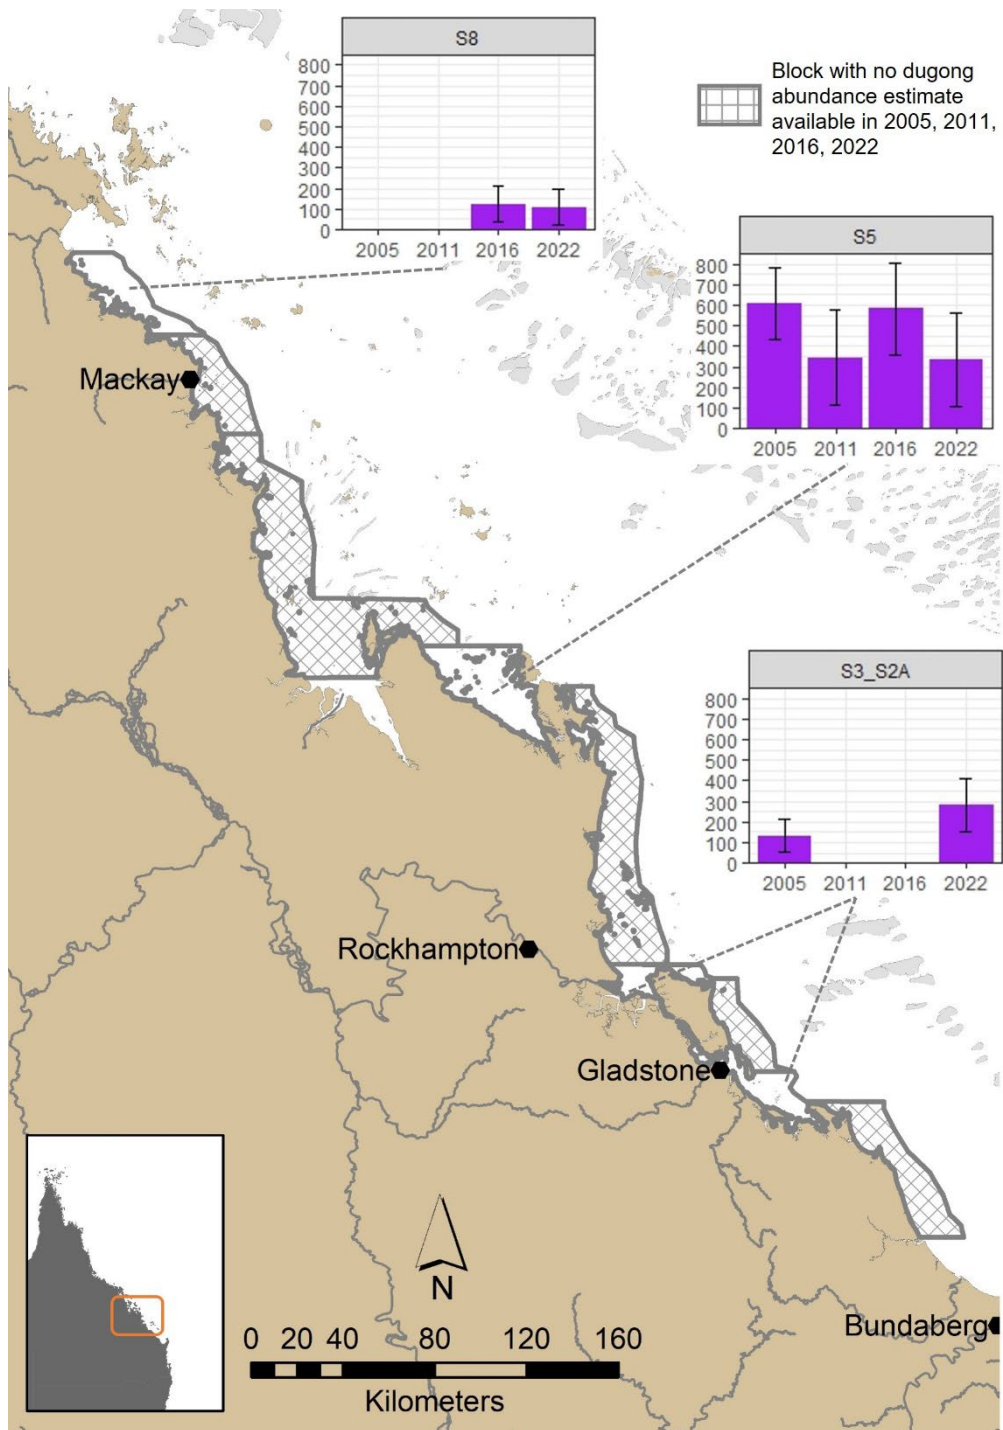 S8
800
700
600
500
400
300
200
100
0
2005 2011 2016 2022
Block with no dugong
abundance estimate
available in 2005, 2011,
2016, 2022
S5
800
700
600
500
400
300
200
100
0
2005 2011 2016 2022
Mackay
S3_S2A
800
700
600
500
400
300
200
100
0
2005 2011 2016 2022
Rockhampton
Gladstone
N
Bundaberg
0 20 40 80 120 160
Kilometers